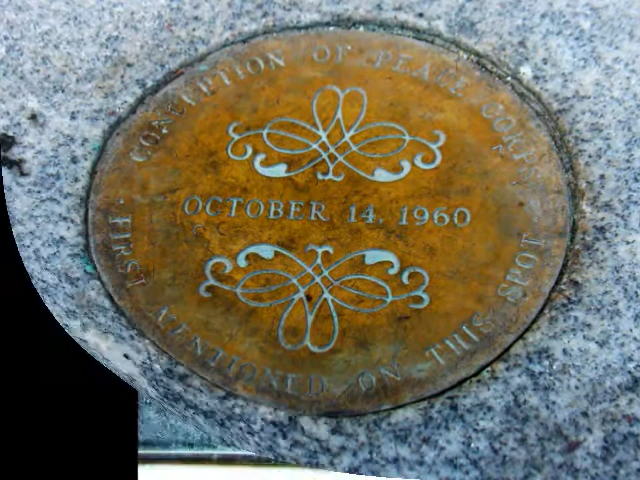 CONCEPTION OF PEACE CORPS
OCTOBER 14, 1960
FIRST MENTIONED ON THIS SPOT